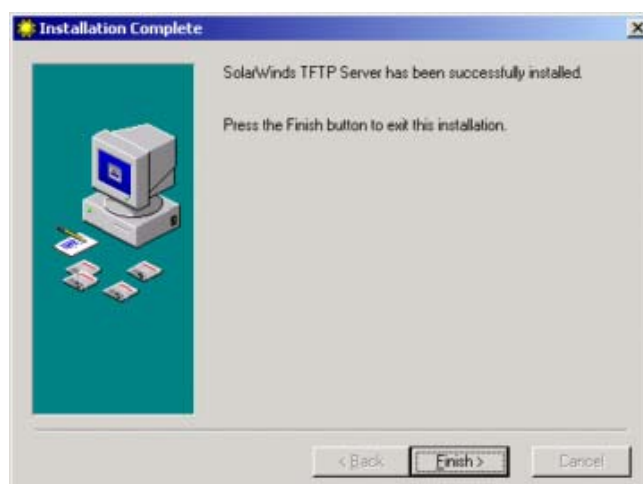 Installation Complete
SolarWinds TFTP Server has been successfully installed.
Press the Finish button to exit this installation.
< Back
Finish >
Cancel